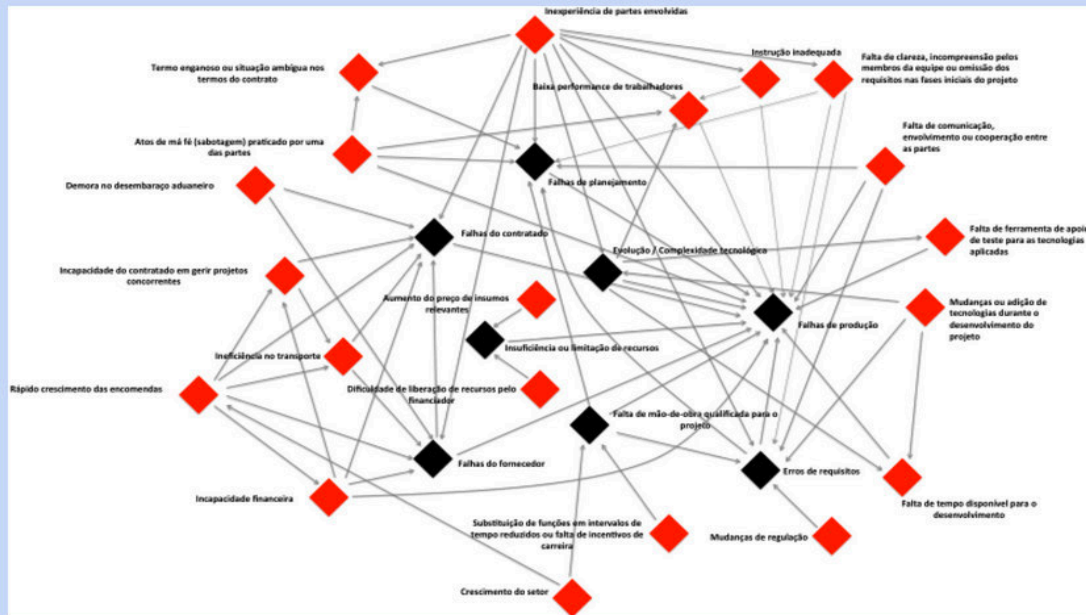 Inexperiência de partes envolvidas
Instrução inadequada
Falta de clareza, incompreensão pelos
membros da equipe ou omissão dos
requisitos nas fases iniciais do projeto
Termo enganoso ou situação ambígua nos
termos do contrato
Baixa performance de trabalhadores
Falta de comunicação,
envolvimento ou cooperação entre
as partes
Atos de má fé (sabotagem) praticado por uma
das partes
Demora no desembaraço aduaneiro
Falhas de planejamento
Falhas do contratado
Evolução / Complexidade tecnológica
Falta de ferramenta de apoio
de teste para as tecnologias
aplicadas
Incapacidade do contratado em gerir projetos
concorrentes
Aumento do preço de insumos
relevantes
Mudanças ou adição de
tecnologias durante o
desenvolvimento do
projeto
Falhas de produção
Insuficiência ou limitação de recursos
Ineficiência no transporte
Rápido crescimento das encomendas
Dificuldade de liberação de recursos pelo
financiador
Falta de mão-de-obra qualificada para o
projeto
Falhas do fornecedor
Erros de requisitos
Incapacidade financeira
Falta de tempo disponível para o
desenvolvimento
Substituição de funções em intervalos de
tempo reduzidos ou falta de incentivos de
carreira
Mudanças de regulação
Crescimento do setor